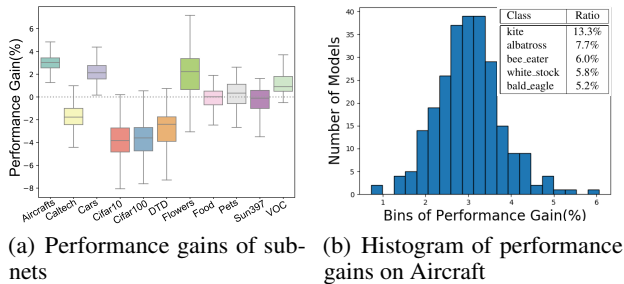 Performance Gain(%)
8
6
4
2
0
−2
−4
−6
−8
Aircrafts
Caltech
Cars
Cifar10
Cifar100
DTD
Flowers
Food
Pets
Sun397
VOC
(a) Performance gains of sub-
nets
Number of Models
40
35
30
25
20
15
10
5
0
1 2 3 4 5 6
Bins of Performance Gain(%)
Class Ratio
kite 13.3%
albatross 7.7%
bee_eater 6.0%
white_stock 5.8%
bald_eagle 5.2%
(b) Histogram of performance
gains on Aircraft